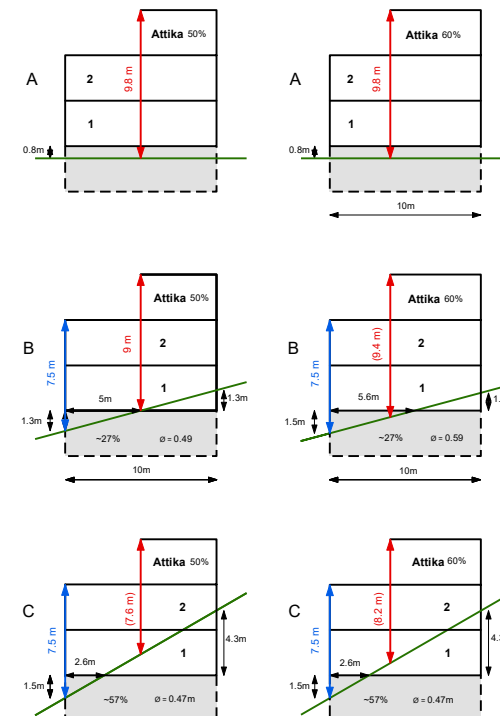 Attika 50%
A
2
9.8 m
1
0.8m
Attika 60%
A
2
9.8 m
1
0.8m
10m
Attika 50%
B
7.5 m
9 m
2
1
5m
1.3m
1.3m
~27%
ø = 0.49
10m
Attika 60%
B
7.5 m
(9.4 m)
2
1
5.6m
1.5m
~27%
ø = 0.59
10m
Attika 50%
C
7.5 m
(7.6 m)
2
1
2.6m
4.3m
1.5m
~57%
ø = 0.47m
Attika 60%
C
7.5 m
(8.2 m)
2
1
2.6m
1.5m
~57%
ø = 0.47m